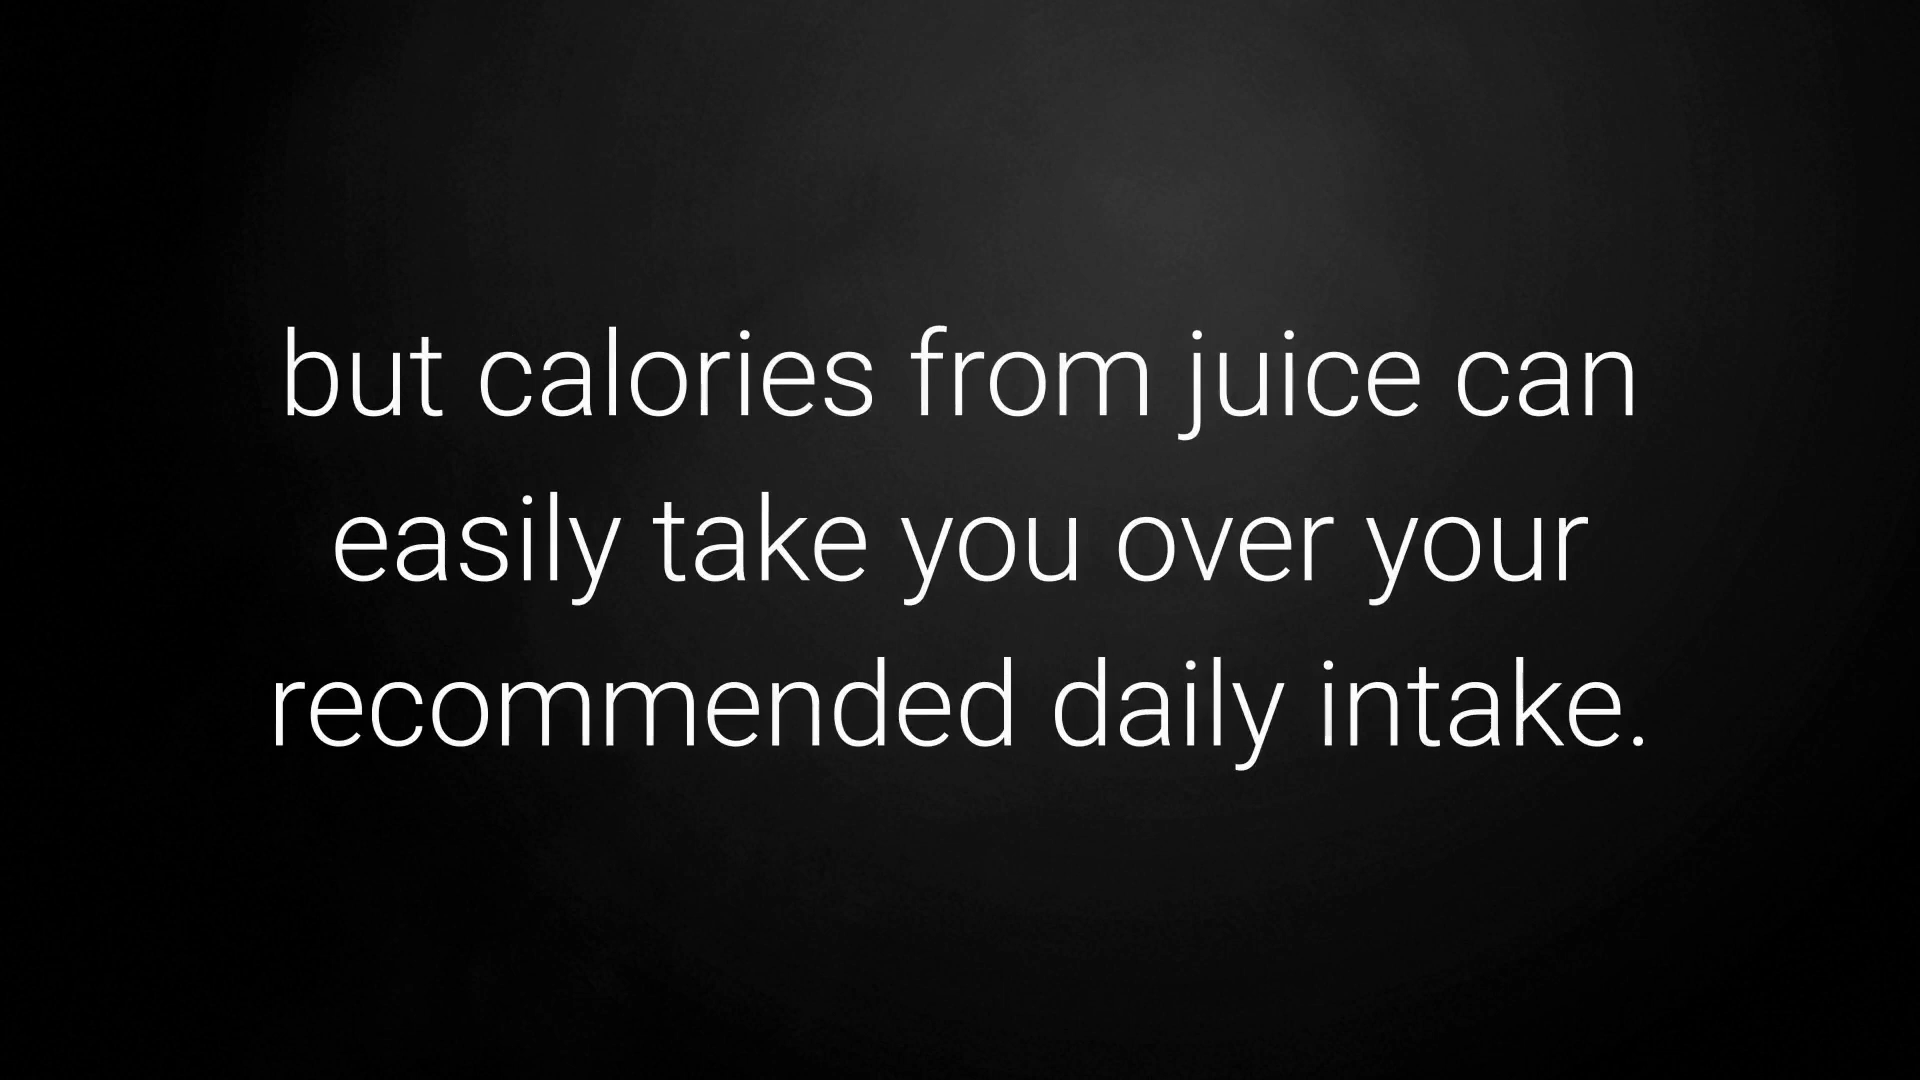 but calories from juice can
easily take you over your
recommended daily intake.